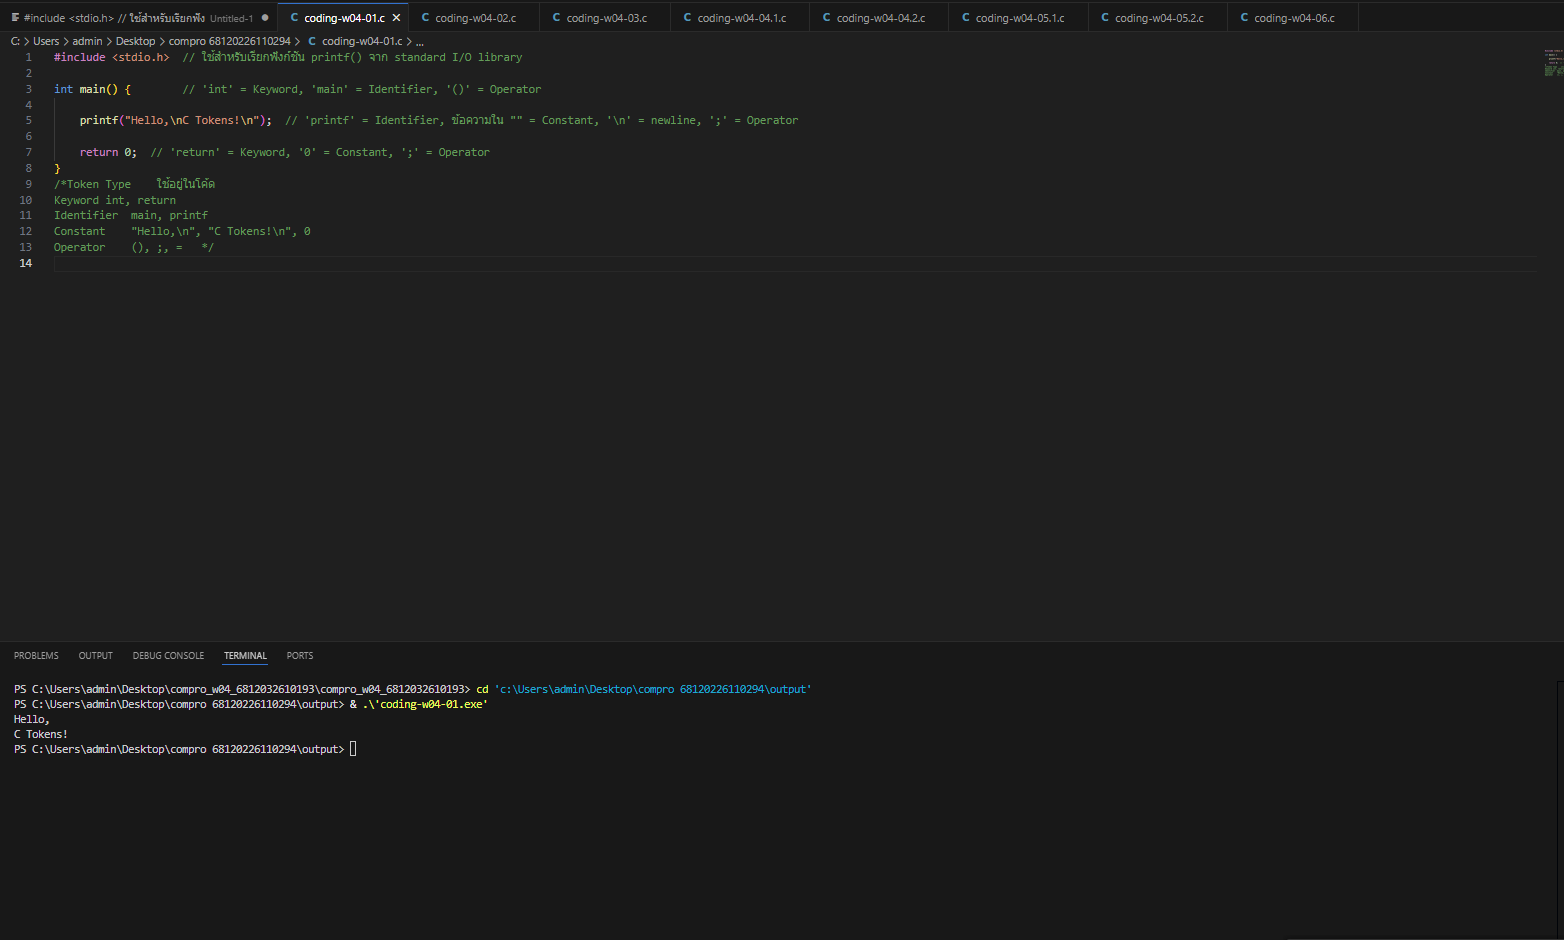 #include <stdio.h> // ใช้สำหรับเรียกฟัง Untitled-1 ● C coding-w04-01.c × C coding-w04-02.c C coding-w04-03.c C coding-w04-04.1.c C coding-w04-04.2.c C coding-w04-05.1.c C coding-w04-05.2.c C coding-w04-06.c
C: > Users > admin > Desktop > compro 68120226110294 > C coding-w04-01.c > ...
1 #include <stdio.h>  // ใช้สำหรับเรียกฟังก์ชัน printf() จาก standard I/O library
2
3 int main() {        // 'int' = Keyword, 'main' = Identifier, '()' = Operator
4
5     printf("Hello,\nC Tokens!\n");  // 'printf' = Identifier, ข้อความใน "" = Constant, '\n' = newline, ';' = Operator
6
7     return 0;  // 'return' = Keyword, '0' = Constant, ';' = Operator
8 }
9 /*Token Type    ใช้อยู่ในโค้ด
10 Keyword int, return
11 Identifier  main, printf
12 Constant    "Hello,\n", "C Tokens!\n", 0
13 Operator    (), ;, =   */
14
PROBLEMS OUTPUT DEBUG CONSOLE TERMINAL PORTS
PS C:\Users\admin\Desktop\compro_w04_6812032610193\compro_w04_6812032610193> cd 'c:\Users\admin\Desktop\compro 68120226110294\output'
PS C:\Users\admin\Desktop\compro 68120226110294\output> & .\'coding-w04-01.exe'
Hello,
C Tokens!
PS C:\Users\admin\Desktop\compro 68120226110294\output>